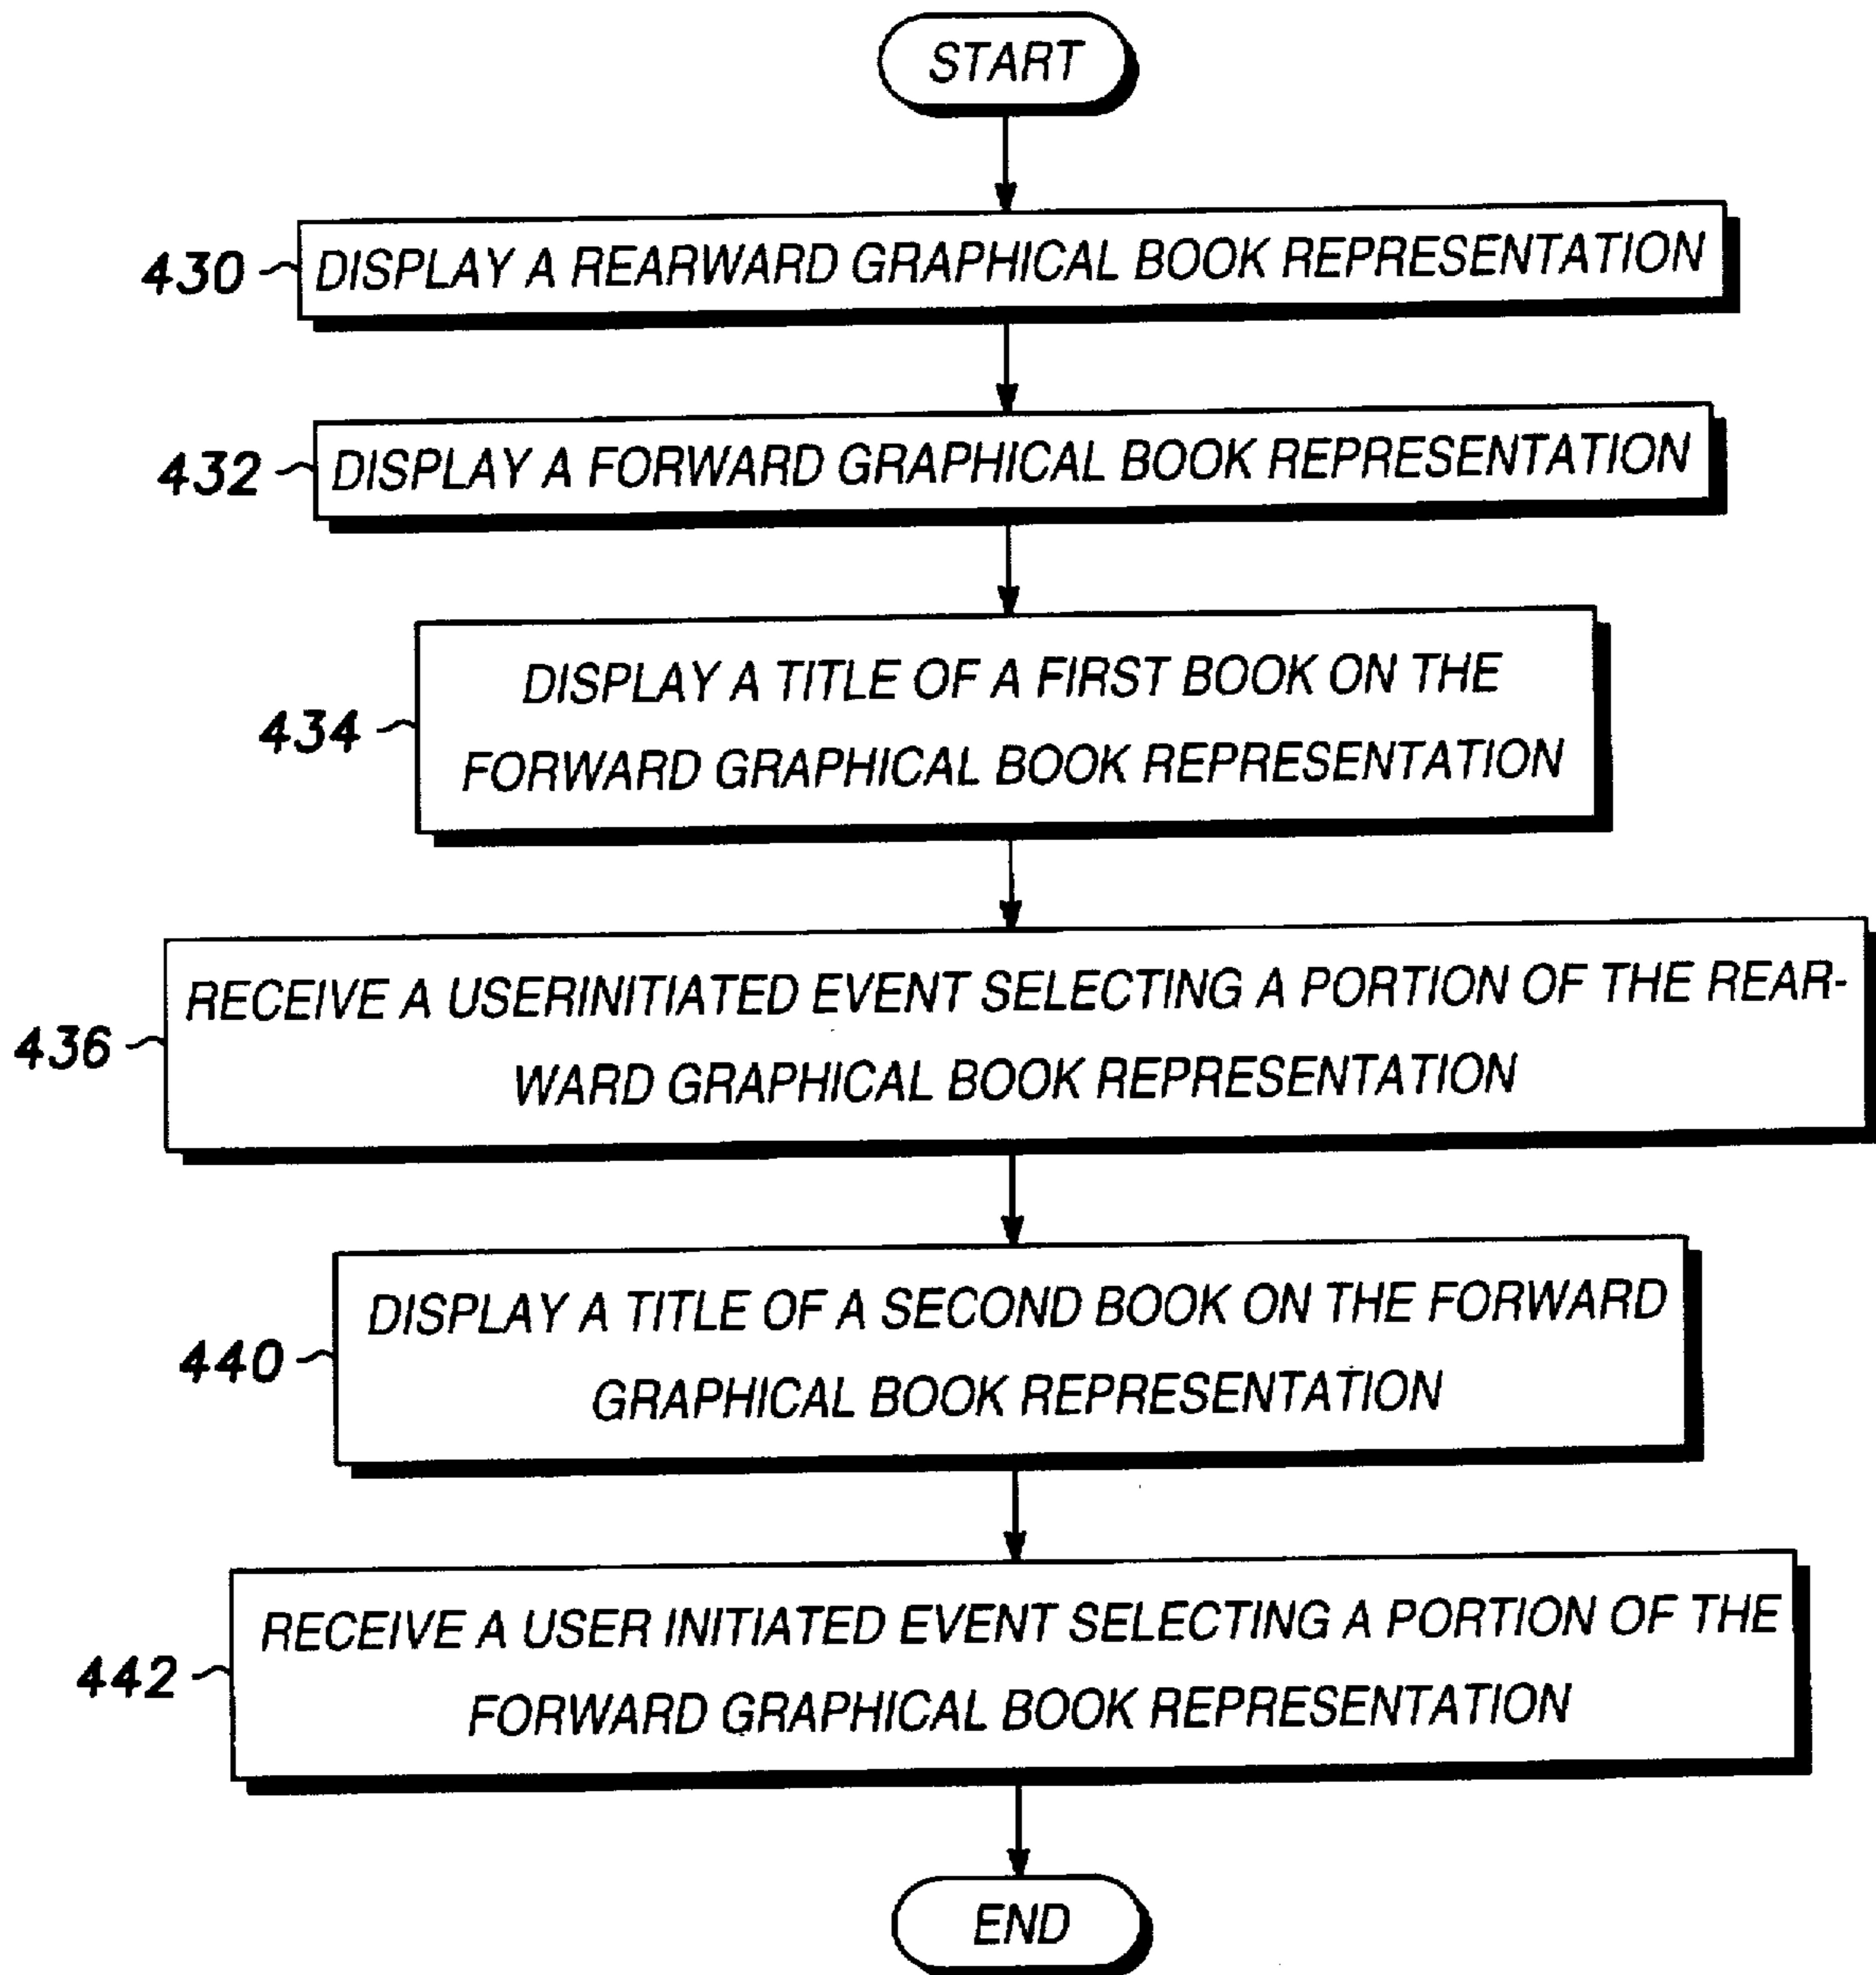 START
430 DISPLAY A REARWARD GRAPHICAL BOOK REPRESENTATION
432 DISPLAY A FORWARD GRAPHICAL BOOK REPRESENTATION
DISPLAY A TITLE OF A FIRST BOOK ON THE
434
FORWARD GRAPHICAL BOOK REPRESENTATION
RECEIVE A USERINITIATED EVENT SELECTING A PORTION OF THE REAR-
436
WARD GRAPHICAL BOOK REPRESENTATION
DISPLAY A TITLE OF A SECOND BOOK ON THE FORWARD
440
GRAPHICAL BOOK REPRESENTATION
RECEIVE A USER INITIATED EVENT SELECTING A PORTION OF THE
442
FORWARD GRAPHICAL BOOK REPRESENTATION
END